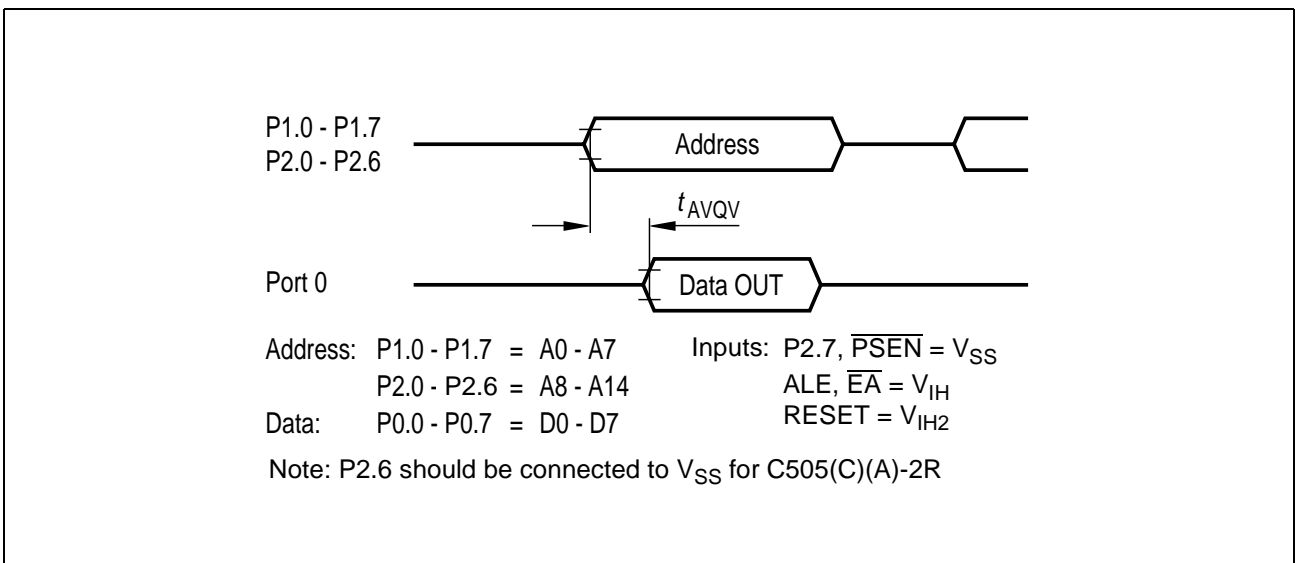 P1.0 - P1.7
P2.0 - P2.6
Address
tAVQV
Port 0
Data OUT
Address: P1.0 - P1.7 = A0 - A7
P2.0 - P2.6 = A8 - A14
Data: P0.0 - P0.7 = D0 - D7
Inputs: P2.7, P̅S̅E̅N̅ = VSS
ALE, E̅A̅ = VIH
RESET = VIH2
Note: P2.6 should be connected to VSS for C505(C)(A)-2R